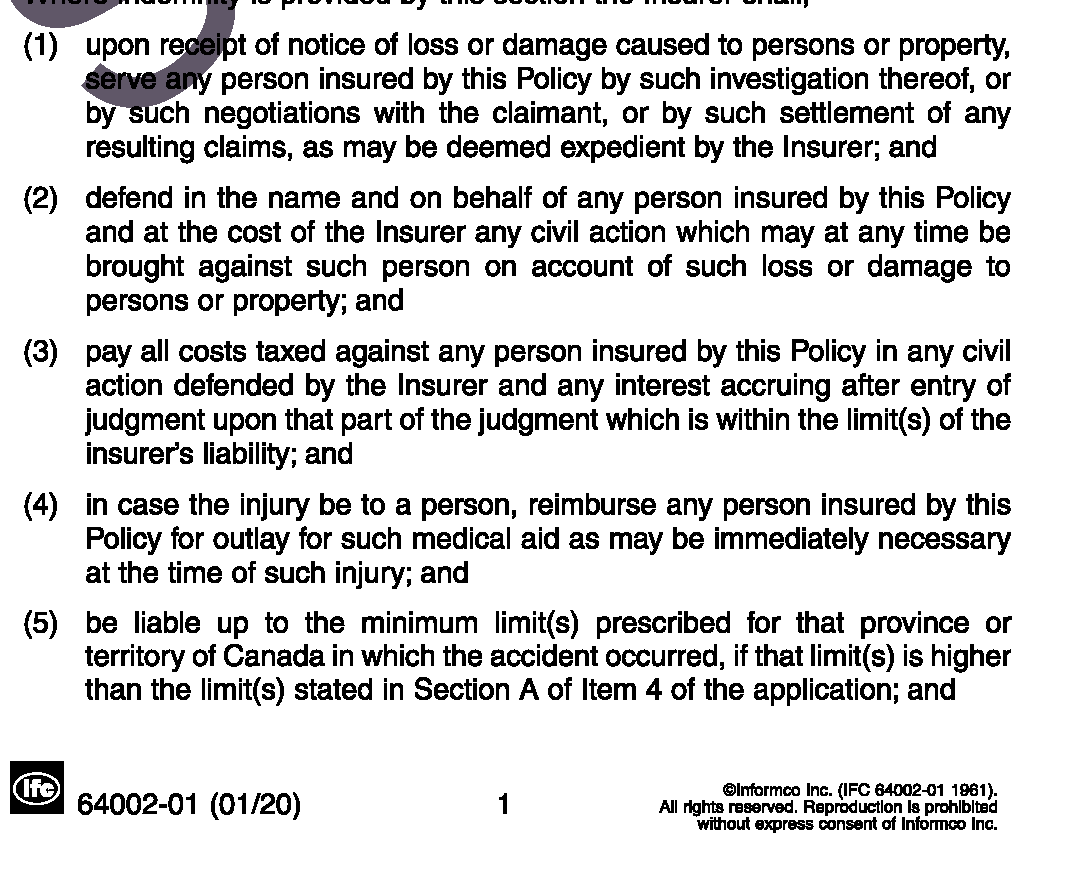 Where indemnity is provided by this section the Insurer shall,
(1) upon receipt of notice of loss or damage caused to persons or property,
serve any person insured by this Policy by such investigation thereof, or
by such negotiations with the claimant, or by such settlement of any
resulting claims, as may be deemed expedient by the Insurer; and
(2) defend in the name and on behalf of any person insured by this Policy
and at the cost of the Insurer any civil action which may at any time be
brought against such person on account of such loss or damage to
persons or property; and
(3) pay all costs taxed against any person insured by this Policy in any civil
action defended by the Insurer and any interest accruing after entry of
judgment upon that part of the judgment which is within the limit(s) of the
insurer's liability; and
(4) in case the injury be to a person, reimburse any person insured by this
Policy for outlay for such medical aid as may be immediately necessary
at the time of such injury; and
(5) be liable up to the minimum limit(s) prescribed for that province or
territory of Canada in which the accident occurred, if that limit(s) is higher
than the limit(s) stated in Section A of Item 4 of the application; and
Ifc
64002-01 (01/20)
1
©Informco Inc. (IFC 64002-01 1961).
All rights reserved. Reproduction is prohibited
without express consent of Informco Inc.